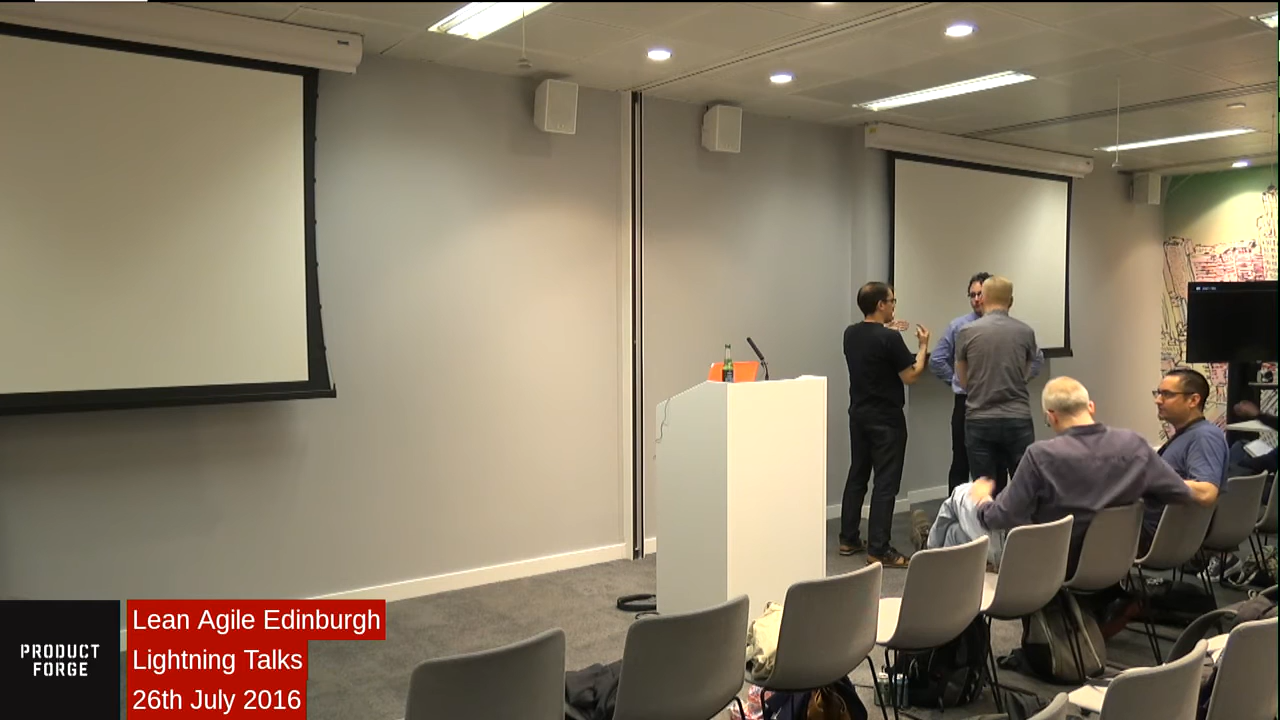 PRODUCT
FORGE
Lean Agile Edinburgh
Lightning Talks
26th July 2016